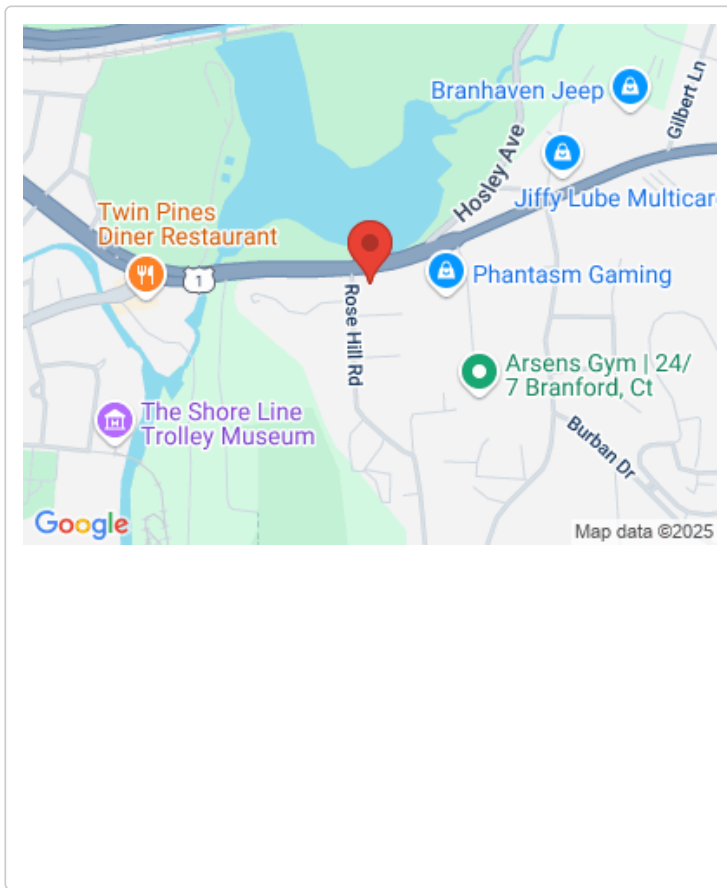 Branhaven Jeep
Gilbert Ln
Hosley Ave
Jiffy Lube Multicar
Twin Pines
Diner Restaurant
1
Phantasm Gaming
Rose Hill Rd
Arsens Gym | 24/
7 Branford, Ct
The Shore Line
Trolley Museum
Burban Dr
Google
Map data ©2025